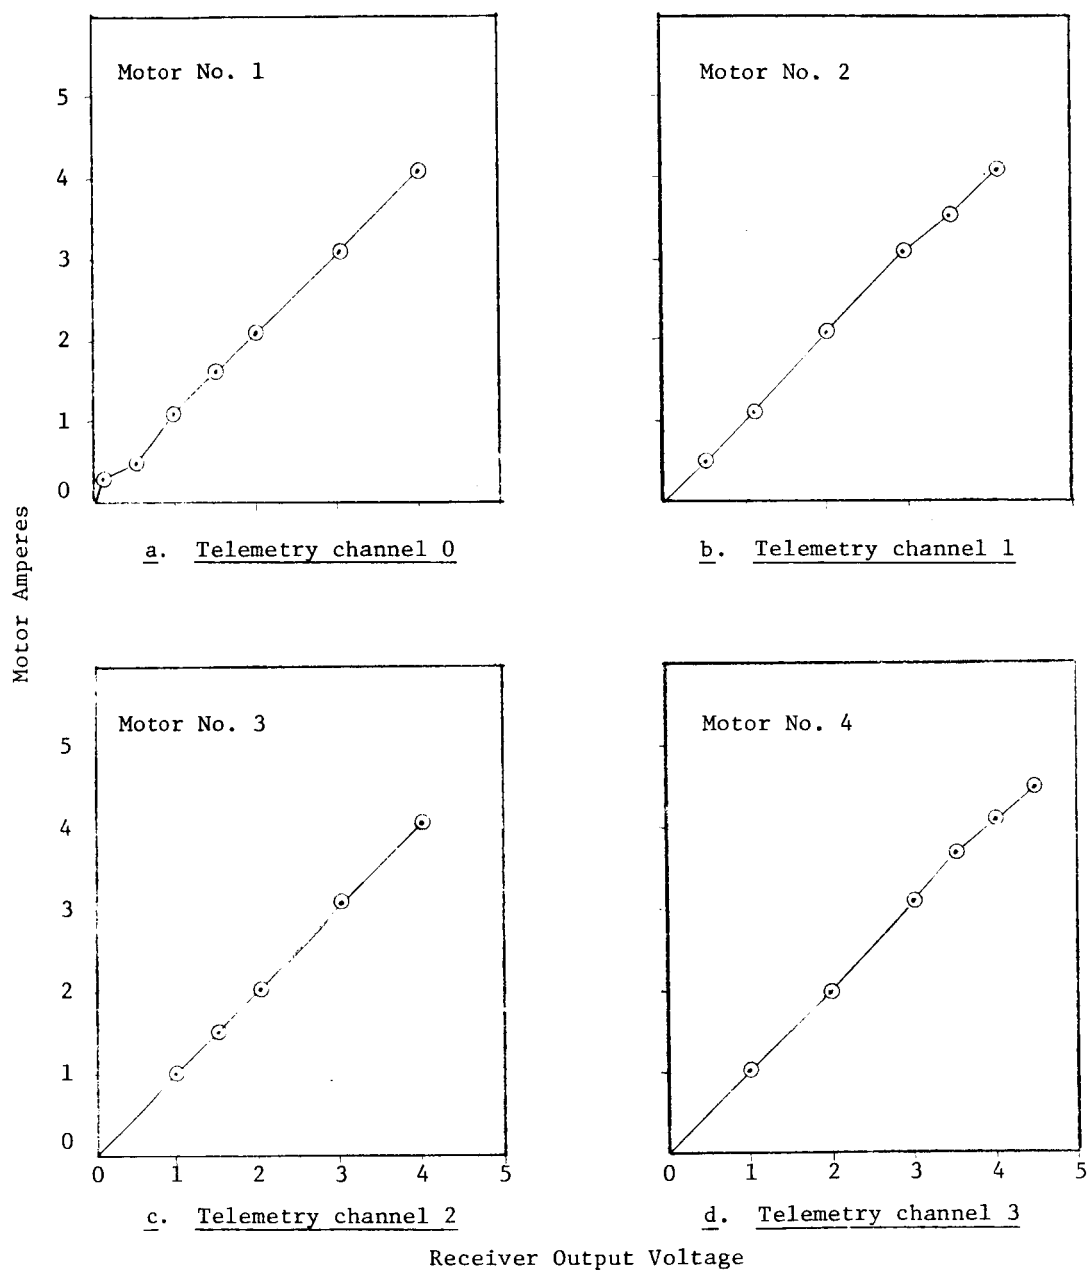 Motor No. 1
5
4
3
2
1
0
a. Telemetry channel 0
Motor No. 2
b. Telemetry channel 1
Motor Amperes
Motor No. 3
5
4
3
2
1
0
0 1 2 3 4 5
c. Telemetry channel 2
Motor No. 4
0 1 2 3 4 5
d. Telemetry channel 3
Receiver Output Voltage